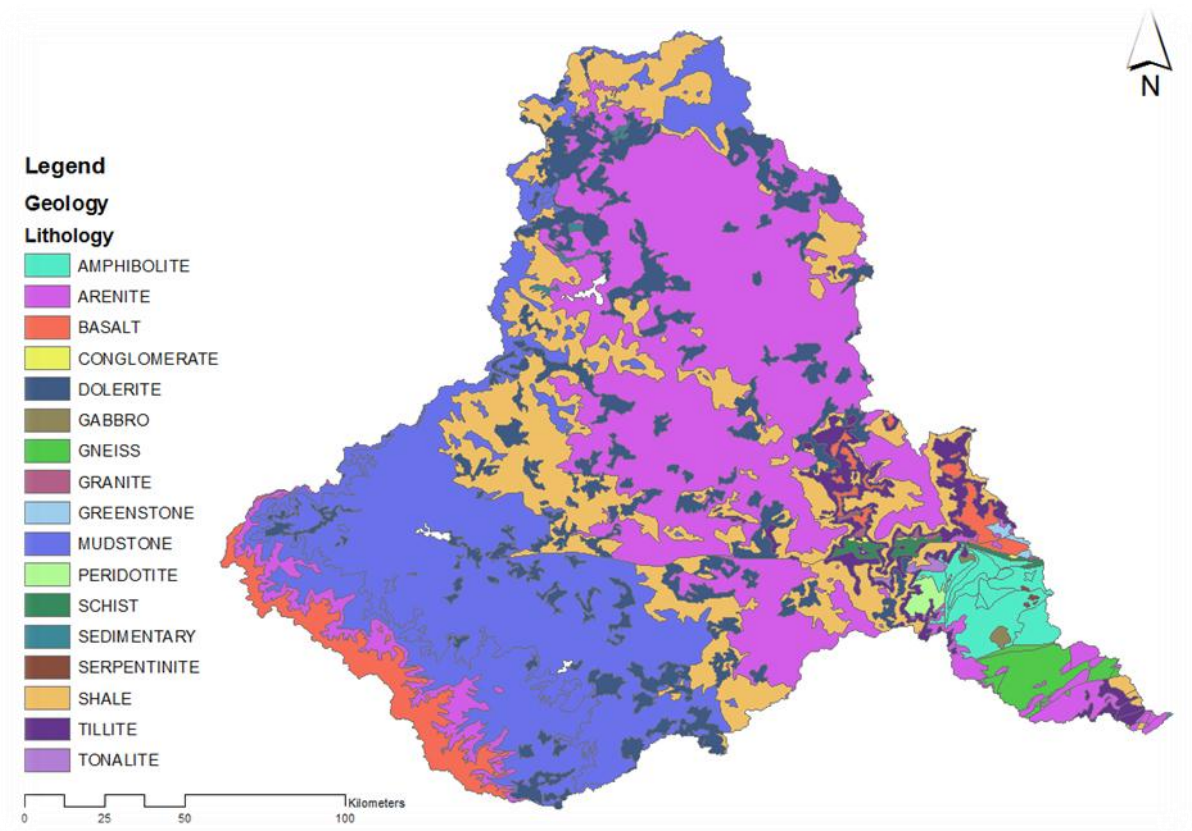 N
Legend
Geology
Lithology
AMPHIBOLITE
ARENITE
BASALT
CONGLOMERATE
DOLERITE
GABBRO
GNEISS
GRANITE
GREENSTONE
MUDSTONE
PERIDOTITE
SCHIST
SEDIMENTARY
SERPENTINITE
SHALE
TILLITE
TONALITE
Kilometers
0 25 50 100